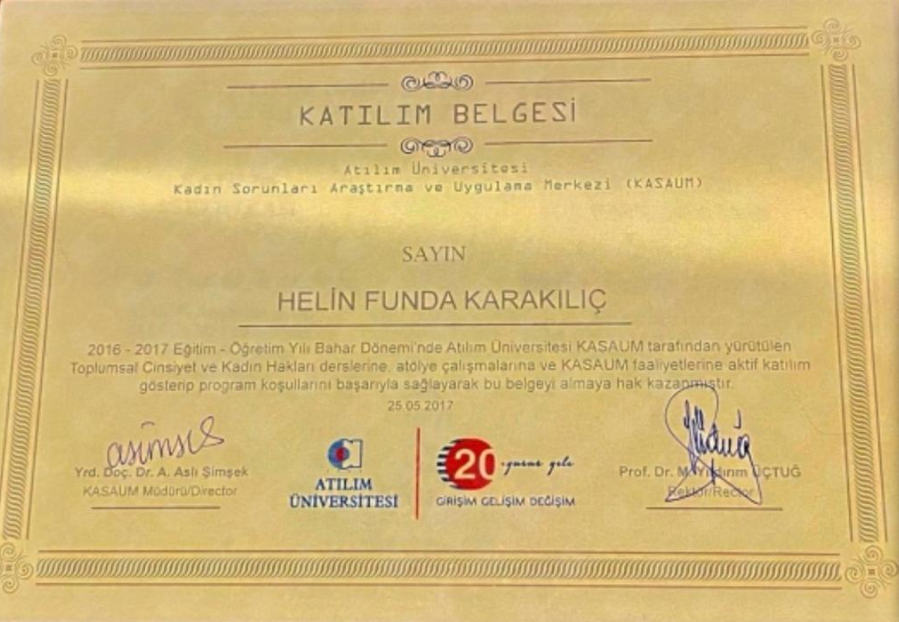 KATILIM BELGESİ
Atılım Üniversitesi
Kadın Sorunları Araştırma ve Uygulama Merkezi (KASAUM)
SAYIN
HELİN FUNDA KARAKILIÇ
2016 - 2017 Eğitim - Öğretim Yılı Bahar Dönemi'nde Atılım Üniversitesi KASAUM tarafından yürütülen
Toplumsal Cinsiyet ve Kadın Hakları derslerine, atölye çalışmalarına ve KASAUM faaliyetlerine aktif katılım
gösterip program koşullarını başarıyla sağlayarak bu belgeyi almaya hak kazanmıştır.
25.05.2017
asimsek
Yrd. Doç. Dr. A. Aslı Şimşek
KASAUM Müdürü/Director
ATILIM
ÜNİVERSİTESİ
20
GİRİŞİM GELİŞİM DEĞİŞİM
Prof. Dr. M. Yıldırım ÜÇTUĞ
Rektör/Rector